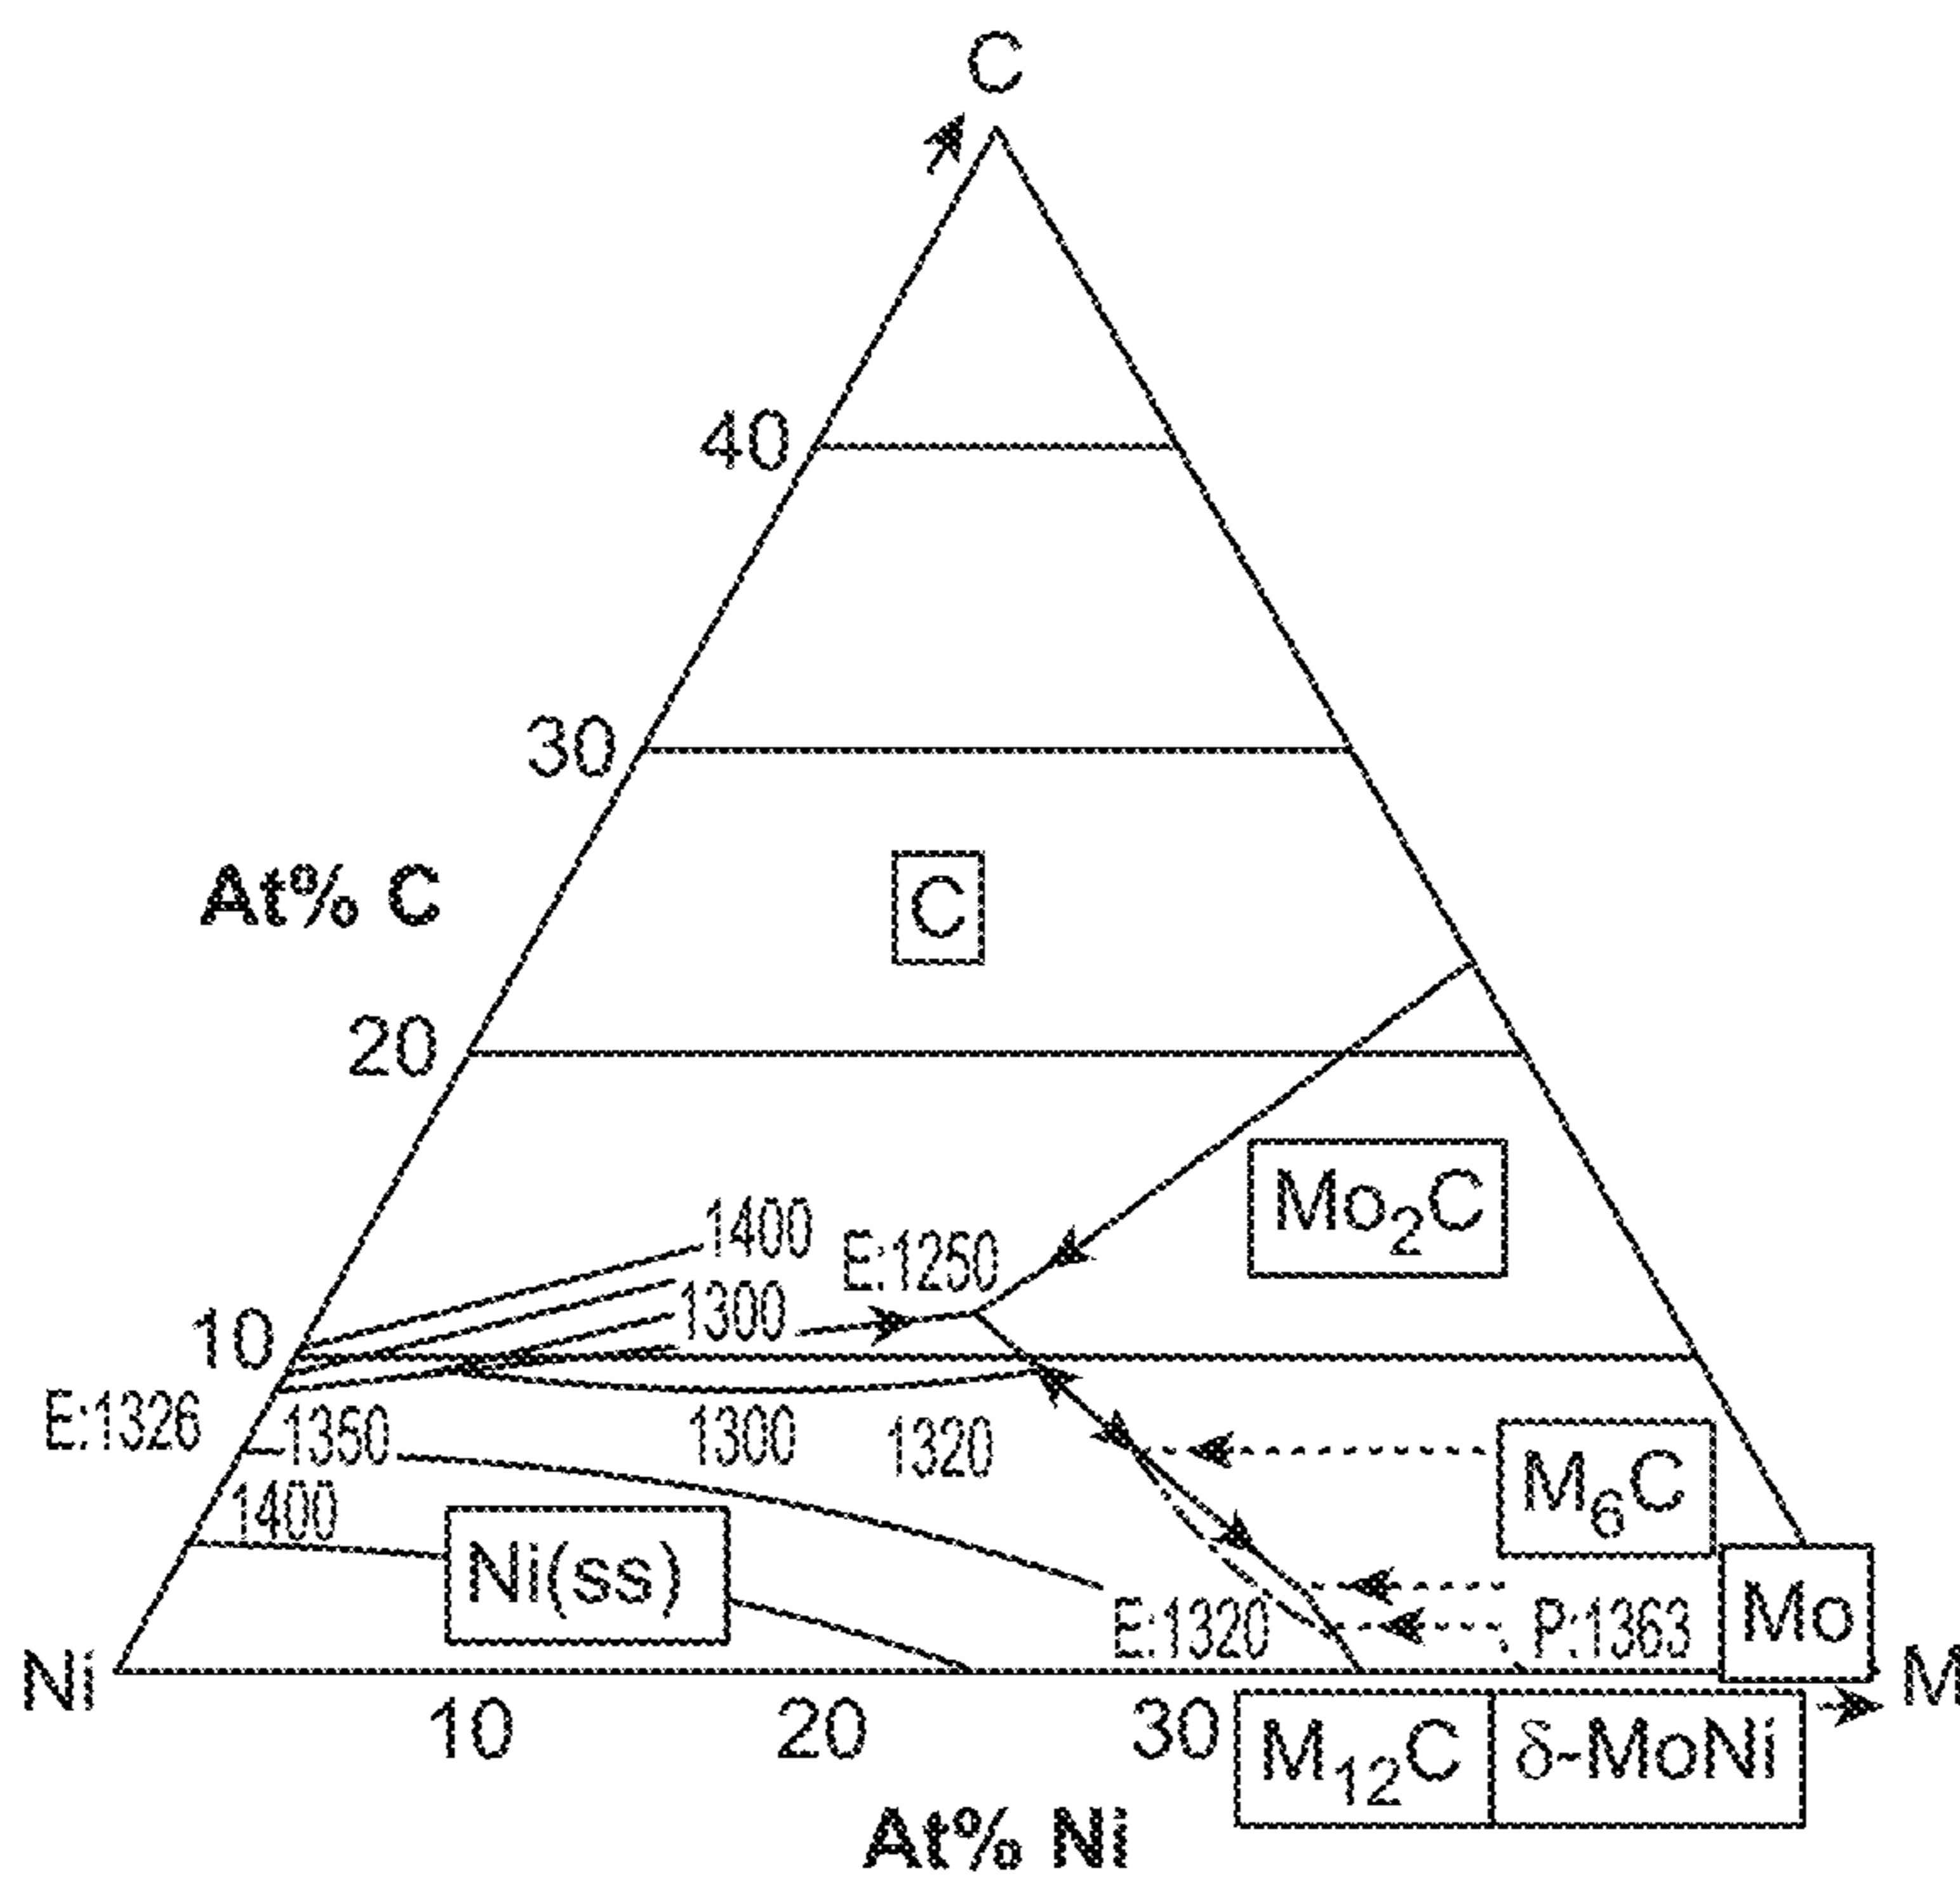 C
40
30
At% C
C
20
Mo2C
1400
E:1250
1300
10
E:1326
1350
1300
1320
M6C
1400
Ni(ss)
E:1320
P:1363
Mo
Ni
M
10
20
30
M12C
δ-MoNi
At% Ni